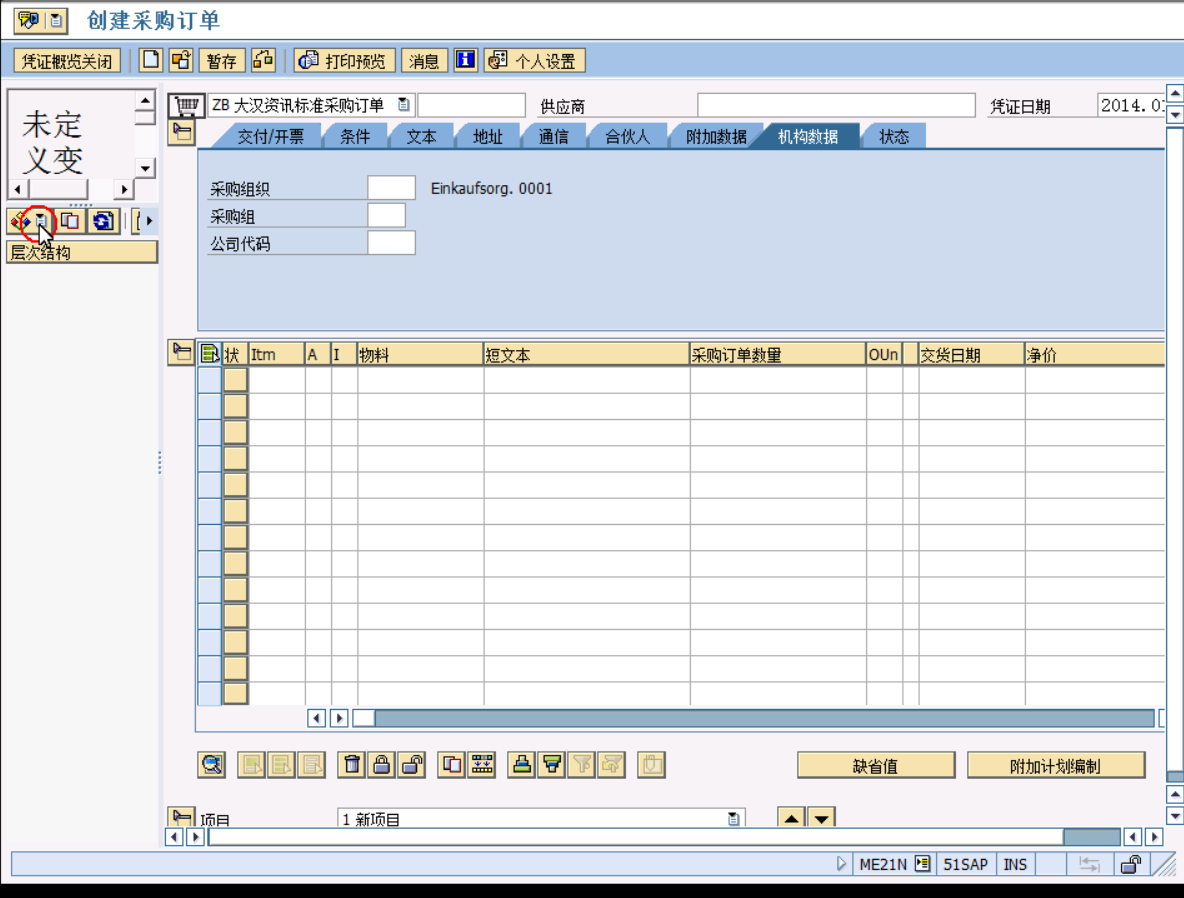 创建采购订单
凭证概览关闭 暂存 打印预览 消息 个人设置
未定
义变
ZB 大汉资讯标准采购订单 供应商 凭证日期 2014.0
交付/开票 条件 文本 地址 通信 合伙人 附加数据 机构数据 状态
采购组织 Einkaufsorg. 0001
采购组
公司代码
层次结构
状 Itm A I 物料 短文本 采购订单数量 OUn 交货日期 净价
缺省值 附加计划编制
项目 1 新项目
ME21N 51SAP INS